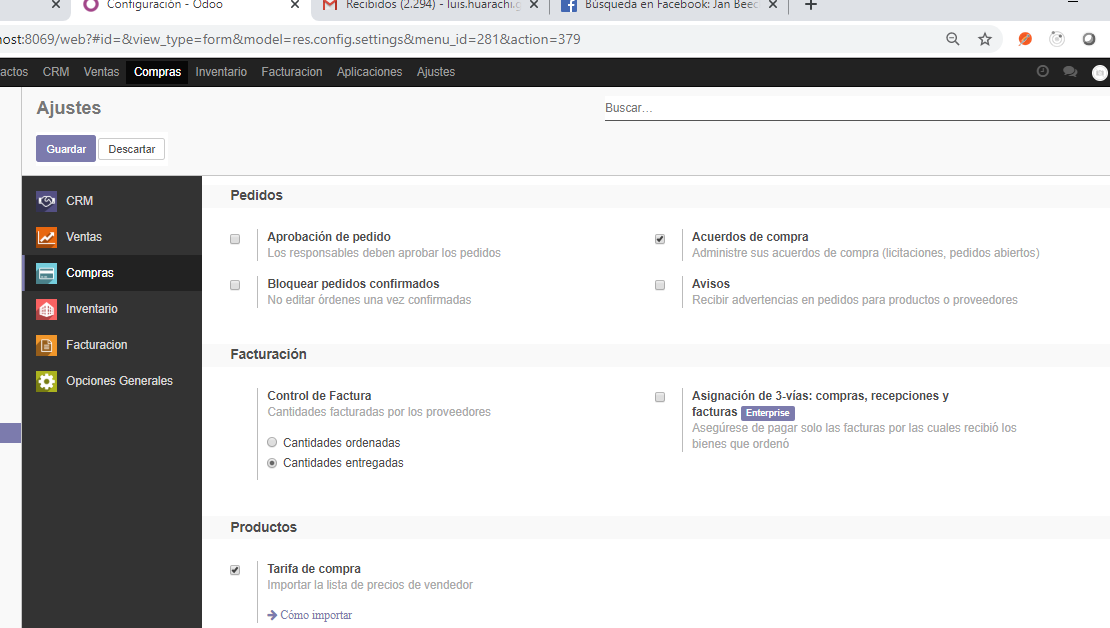 Configuración - Odoo
Recibidos (2.294) - luis.huarachi.g
Búsqueda en Facebook: Jan Beec
ost:8069/web?#id=&view_type=form&model=res.config.settings&menu_id=281&action=379
actos CRM Ventas Compras Inventario Facturacion Aplicaciones Ajustes
Ajustes
Buscar...
Guardar Descartar
CRM
Ventas
Compras
Inventario
Facturacion
Opciones Generales
Pedidos
Aprobación de pedido
Los responsables deben aprobar los pedidos
Acuerdos de compra
Administre sus acuerdos de compra (licitaciones, pedidos abiertos)
Bloquear pedidos confirmados
No editar órdenes una vez confirmadas
Avisos
Recibir advertencias en pedidos para productos o proveedores
Facturación
Control de Factura
Cantidades facturadas por los proveedores
Cantidades ordenadas
Cantidades entregadas
Asignación de 3-vías: compras, recepciones y
facturas Enterprise
Asegúrese de pagar solo las facturas por las cuales recibió los
bienes que ordenó
Productos
Tarifa de compra
Importar la lista de precios de vendedor
Cómo importar